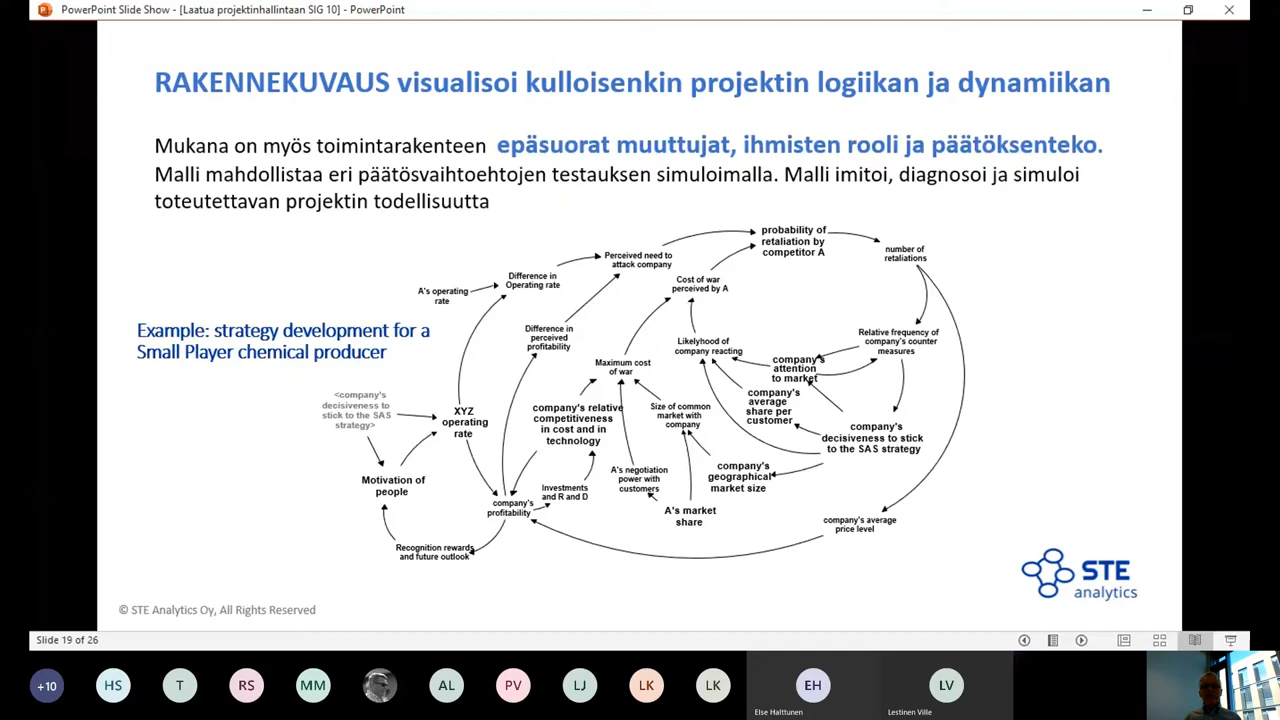 PowerPoint Slide Show - [Laatua projektinhallintaan SIG 10] - PowerPoint
RAKENNEKUVAUS visualisoi kulloisenkin projektin logiikan ja dynamiikan
Mukana on myös toimintarakenteen epäsuorat muuttujat, ihmisten rooli ja päätöksenteko.
Malli mahdollistaa eri päätösvaihtoehtojen testauksen simuloimalla. Malli imitoi, diagnosoi ja simuloi
toteutettavan projektin todellisuutta
probability of
retaliation by
competitor A
number of
retaliations
Perceived need to
attack company
Difference in
Operating rate
A's operating
rate
Cost of war
perceived by A
Example: strategy development for a
Small Player chemical producer
Difference in
perceived
profitability
Likelyhood of
company reacting
Relative frequency of
company's counter
measures
Maximum cost
of war
company's
attention
to market
company's
average
share per
customer
<company's
decisiveness to
stick to the SAS
strategy>
XYZ
operating
rate
company's relative
competitiveness
in cost and in
technology
Size of common
market with
company
company's
decisiveness to stick
to the SAS strategy
Motivation of
people
A's negotiation
power with
customers
company's
geographical
market size
Investments
and R and D
company's
profitability
A's market
share
company's average
price level
Recognition rewards
and future outlook
STE
analytics
© STE Analytics Oy, All Rights Reserved
Slide 19 of 26
+10
HS
T
RS
MM
AL
PV
LJ
LK
LK
EH
LV
Else Halttunen
Lestinen Ville